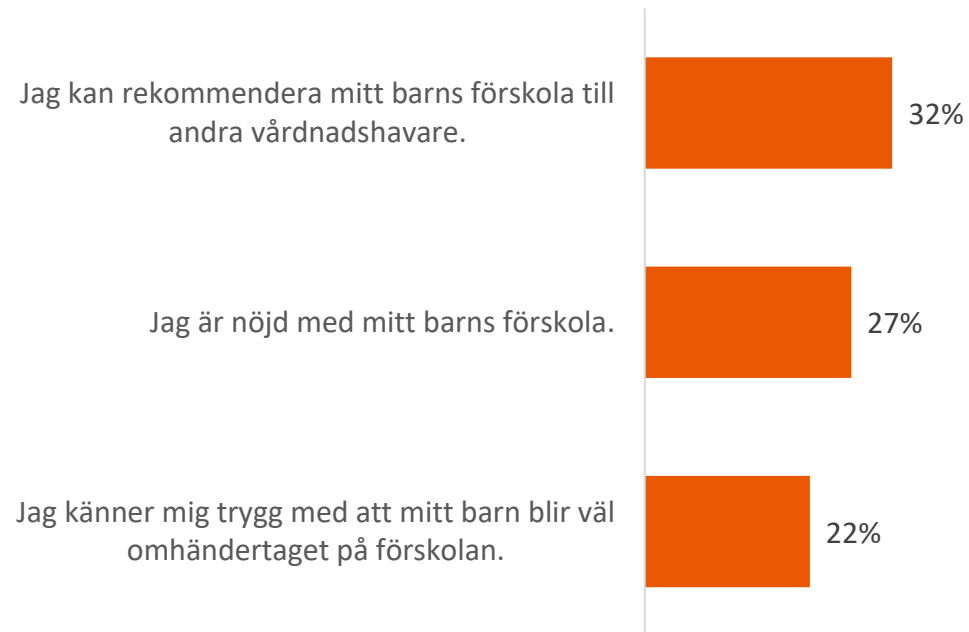 Jag kan rekommendera mitt barns förskola till
andra vårdnadshavare.
32%
Jag är nöjd med mitt barns förskola.
27%
Jag känner mig trygg med att mitt barn blir väl
omhändertaget på förskolan.
22%